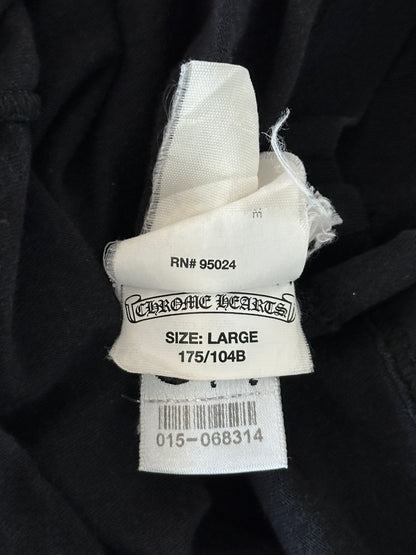 RN# 95024
CHROME HEARTS
SIZE: LARGE
175/104B
015-068314